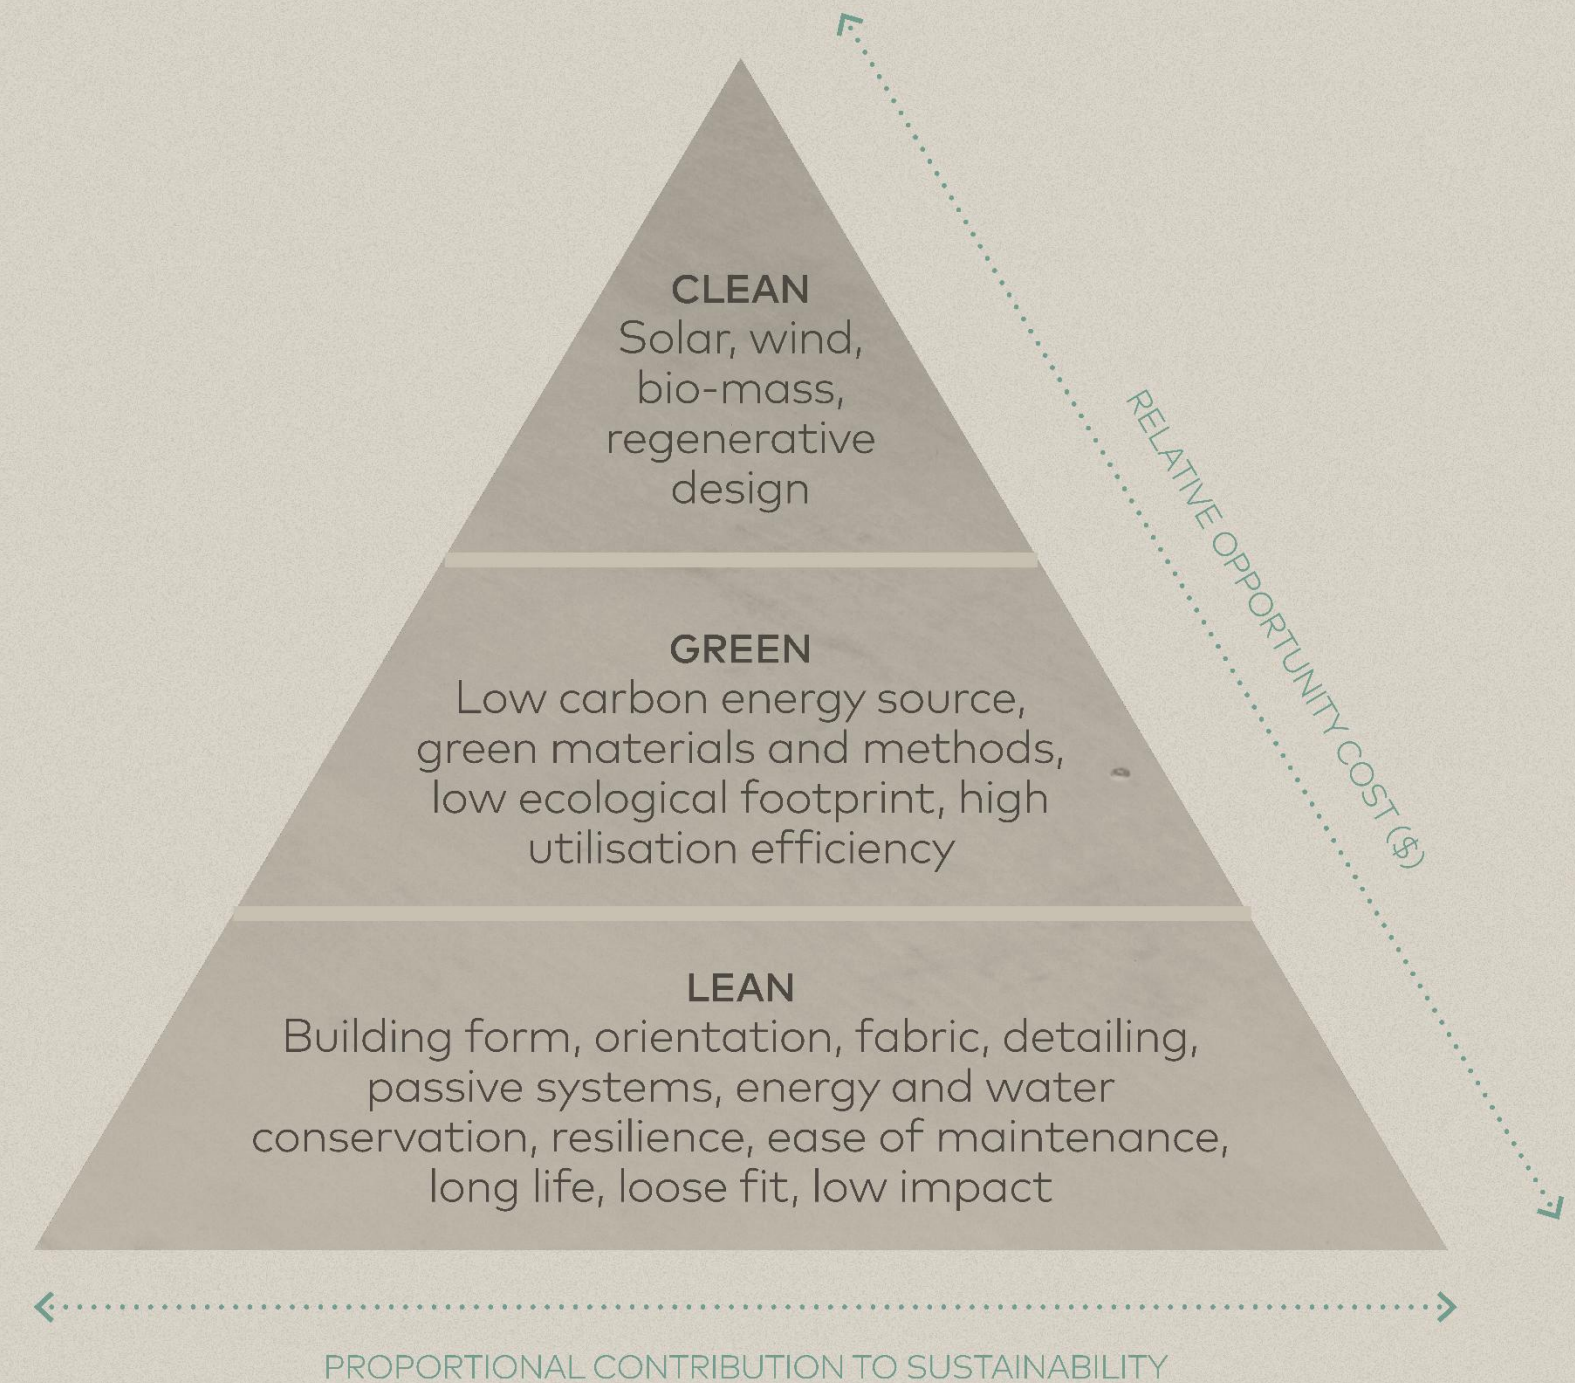 CLEAN
Solar, wind,
bio-mass,
regenerative
design
GREEN
Low carbon energy source,
green materials and methods,
low ecological footprint, high
utilisation efficiency
LEAN
Building form, orientation, fabric, detailing,
passive systems, energy and water
conservation, resilience, ease of maintenance,
long life, loose fit, low impact
RELATIVE OPPORTUNITY COST ($)
PROPORTIONAL CONTRIBUTION TO SUSTAINABILITY